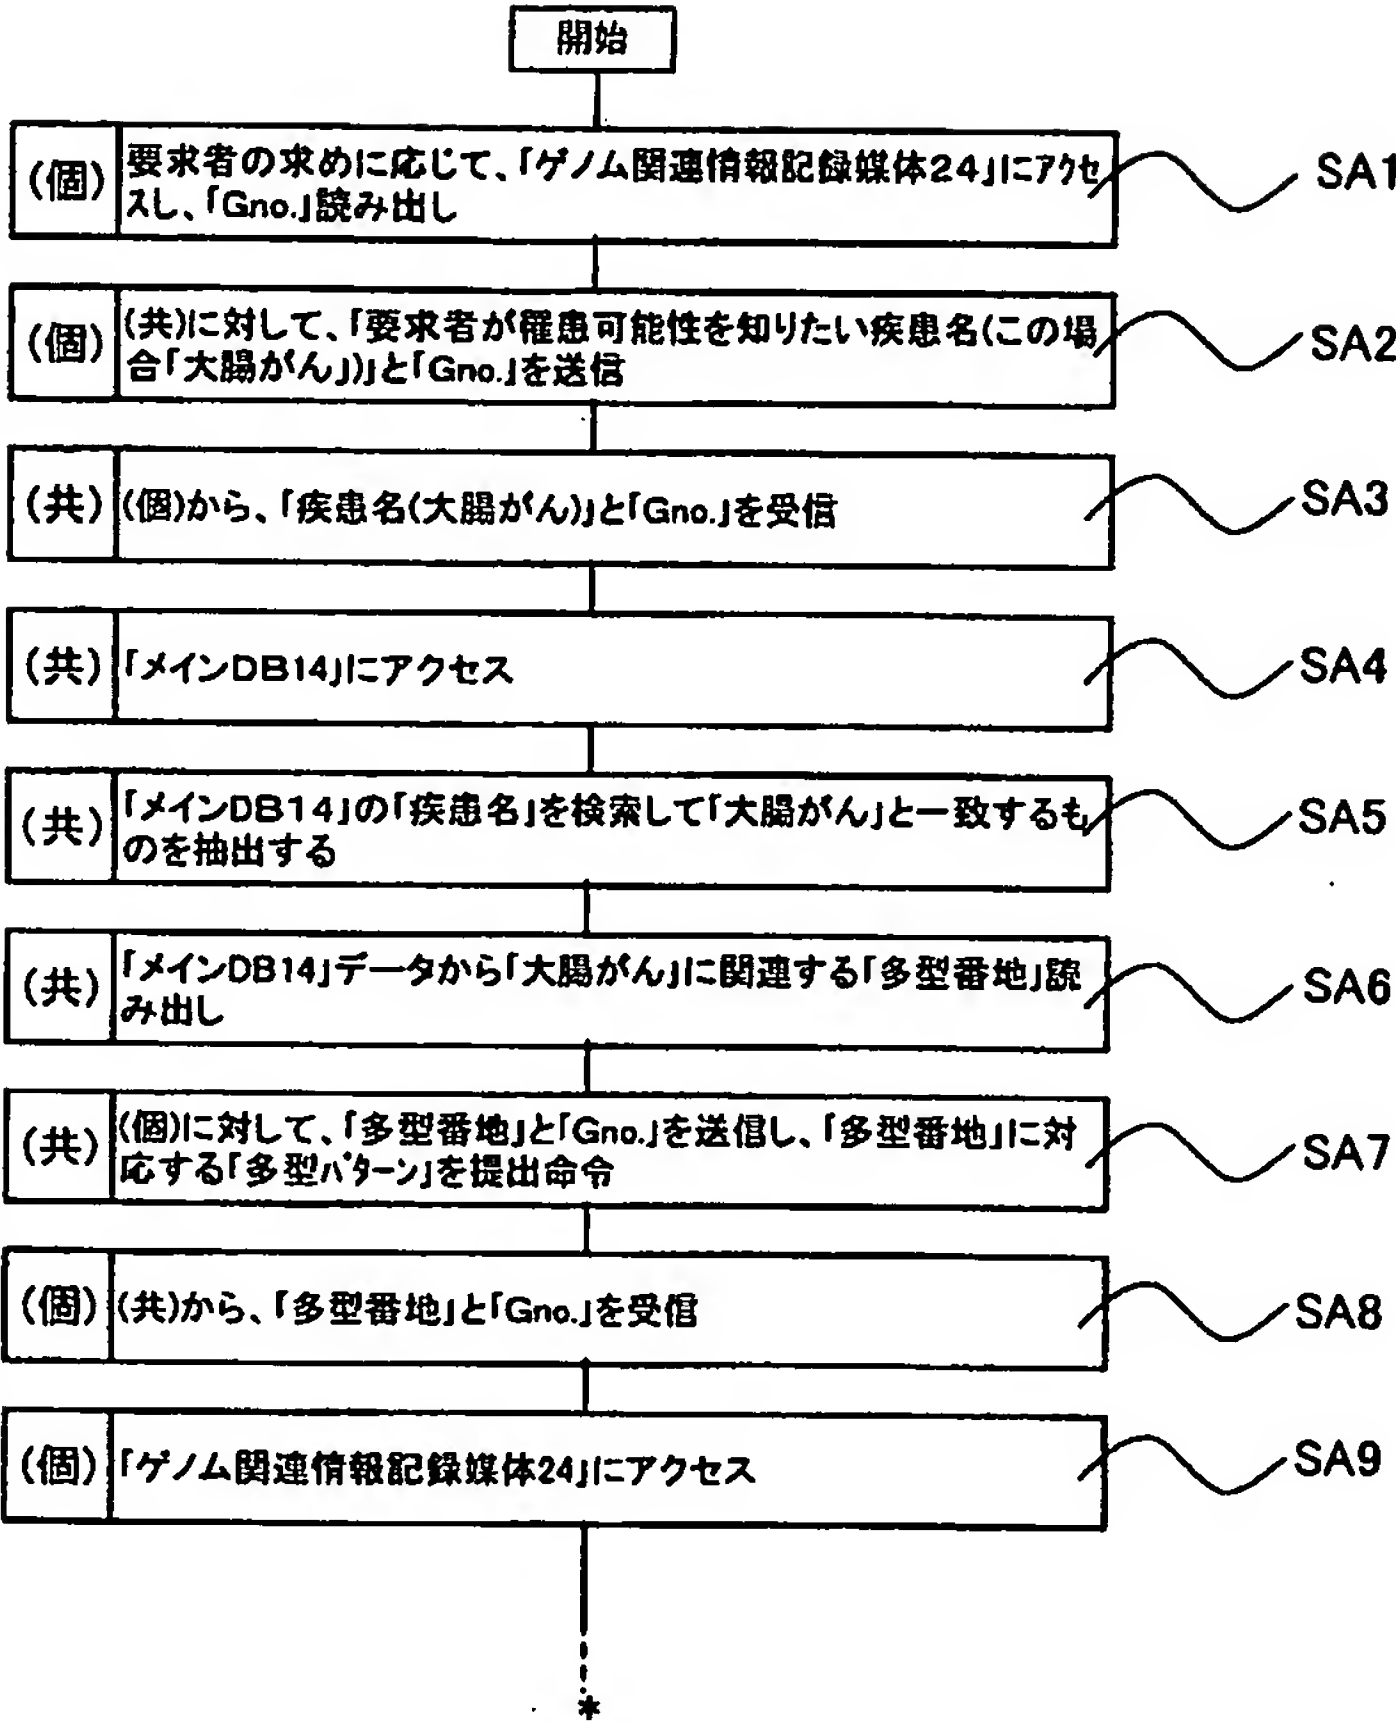 開始
(個) 要求者の求めに応じて、「ゲノム関連情報記録媒体24」にアクセ
スし、「Gno.」読み出し
SA1
(個) (共)に対して、「要求者が罹患可能性を知りたい疾患名(この場
合「大腸がん」)」と「Gno.」を送信
SA2
(共) (個)から、「疾患名(大腸がん)」と「Gno.」を受信
SA3
(共) 「メインDB14」にアクセス
SA4
(共) 「メインDB14」の「疾患名」を検索して「大腸がん」と一致するも
のを抽出する
SA5
(共) 「メインDB14」データから「大腸がん」に関連する「多型番地」読
み出し
SA6
(共) (個)に対して、「多型番地」と「Gno.」を送信し、「多型番地」に対
応する「多型パターン」を提出命令
SA7
(個) (共)から、「多型番地」と「Gno.」を受信
SA8
(個) 「ゲノム関連情報記録媒体24」にアクセス
SA9
*